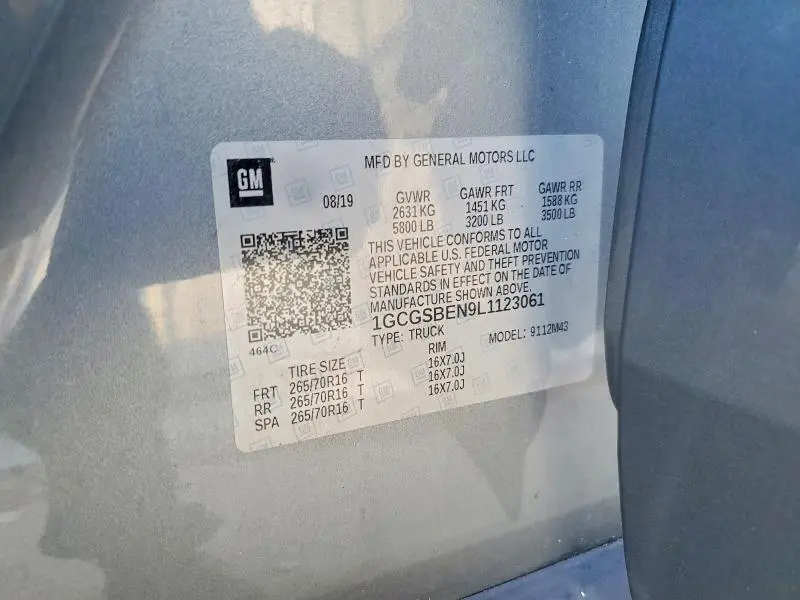 MFD BY GENERAL MOTORS LLC
GM
08/19
GVWR GAWR FRT GAWR RR
2631 KG 1451 KG 1588 KG
5800 LB 3200 LB 3500 LB
THIS VEHICLE CONFORMS TO ALL
APPLICABLE U.S. FEDERAL MOTOR
VEHICLE SAFETY AND THEFT PREVENTION
STANDARDS IN EFFECT ON THE DATE OF
MANUFACTURE SHOWN ABOVE.
1GCGSBEN9L1123061
TYPE: TRUCK MODEL: 9112M43
464C
TIRE SIZE RIM
FRT 265/70R16 T 16X7.0J
RR 265/70R16 T 16X7.0J
SPA 265/70R16 T 16X7.0J